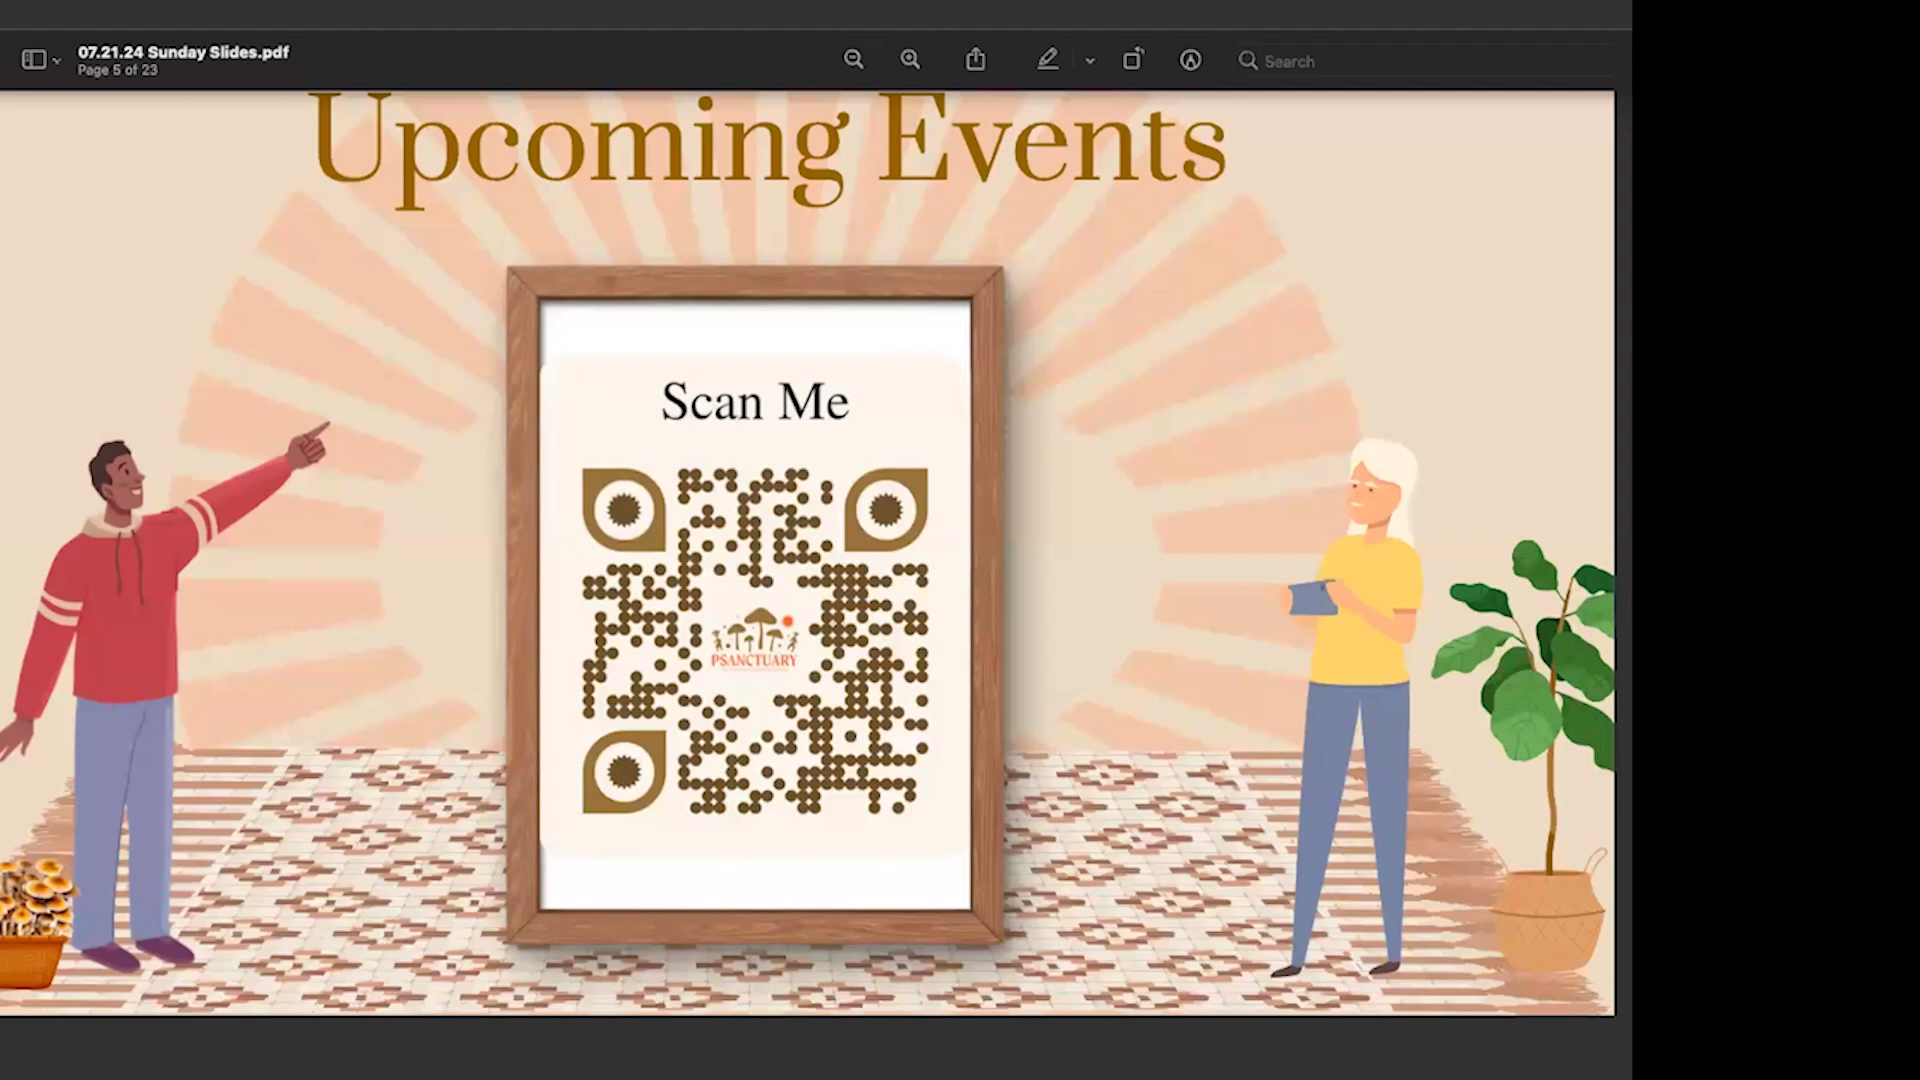 07.21.24 Sunday Slides.pdf
Page 5 of 23
Search
Upcoming Events
Scan Me
PSANCTUARY